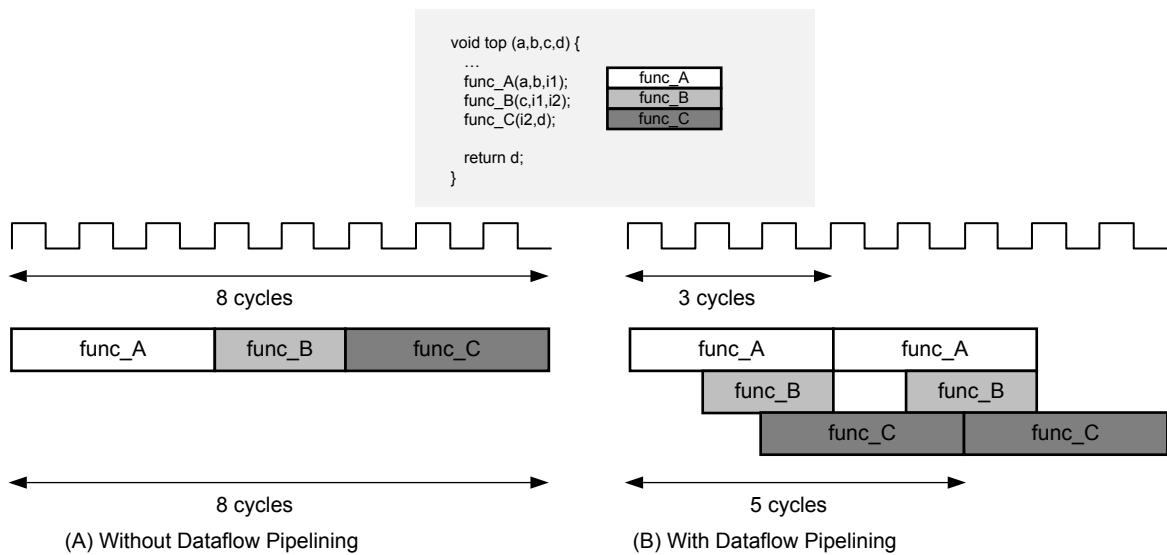 void top (a,b,c,d) {
...
func_A(a,b,i1);
func_B(c,i1,i2);
func_C(i2,d);
return d;
}
func_A
func_B
func_C
8 cycles
func_A func_B func_C
8 cycles
(A) Without Dataflow Pipelining
3 cycles
func_A func_A
func_B func_B
func_C func_C
5 cycles
(B) With Dataflow Pipelining